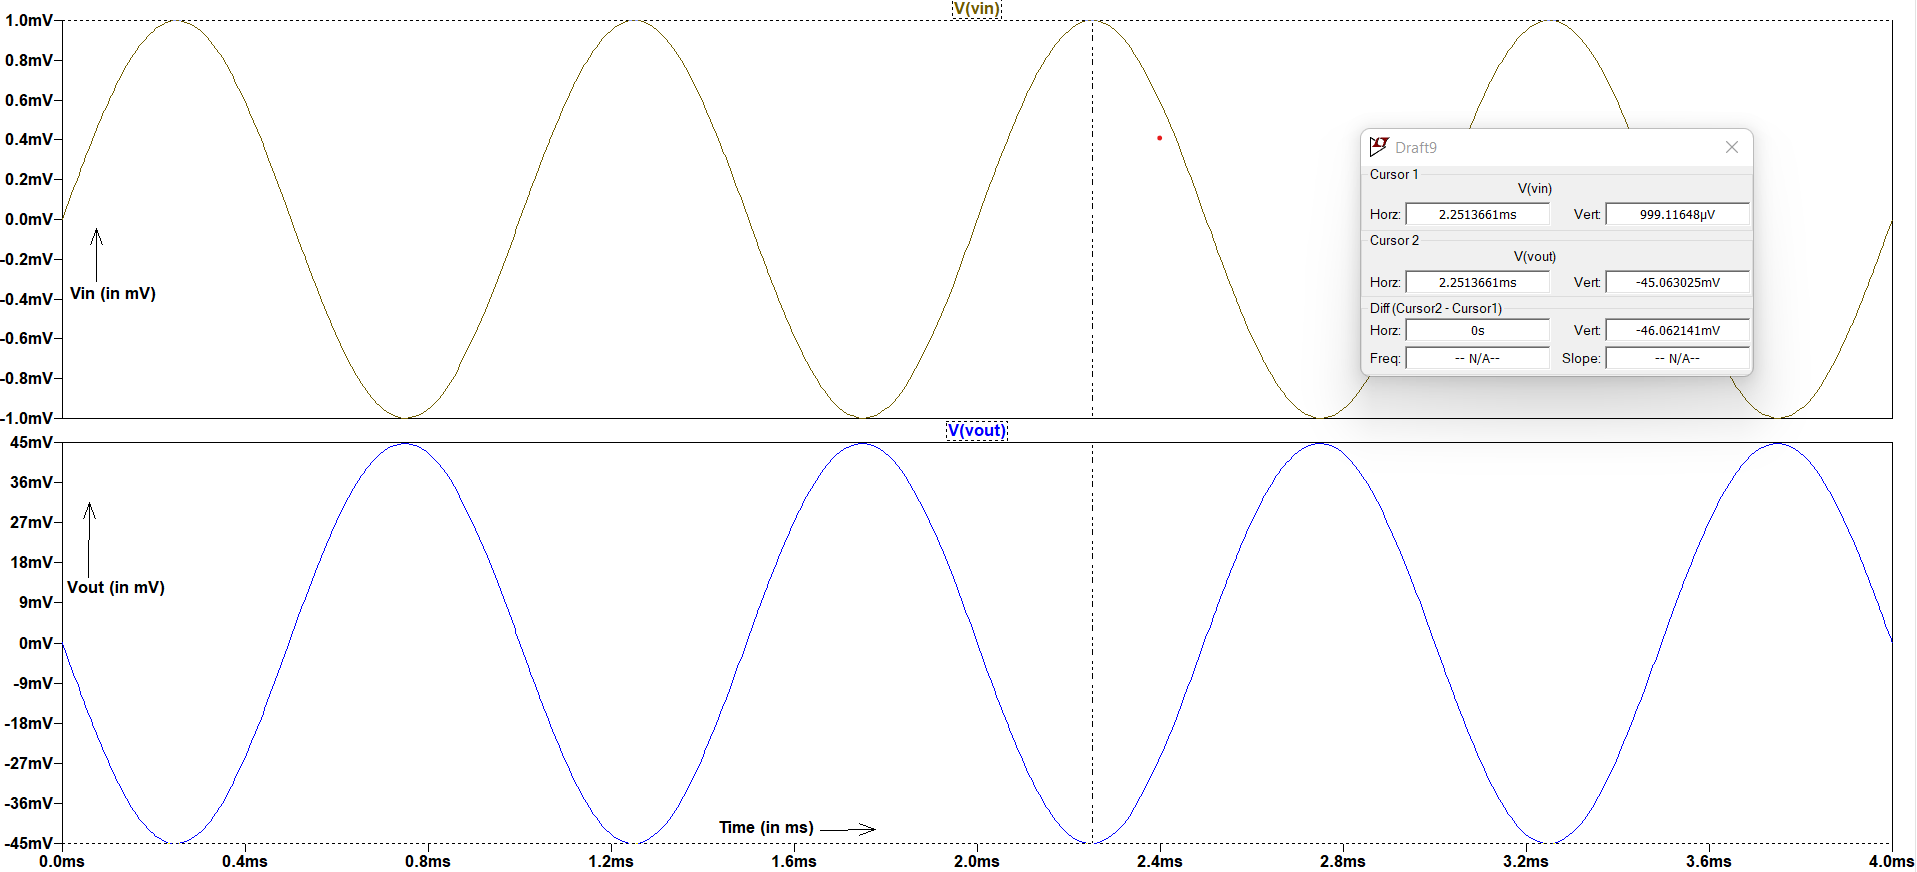 V(vin)
1.0mV
0.8mV
0.6mV
0.4mV
0.2mV
0.0mV
-0.2mV
-0.4mV
-0.6mV
-0.8mV
-1.0mV
Vin (in mV)
Draft9
Cursor 1
V(vin)
Horz: 2.2513661ms Vert: 999.11648µV
Cursor 2
V(vout)
Horz: 2.2513661ms Vert: -45.063025mV
Diff (Cursor2 - Cursor1)
Horz: 0s Vert: -46.062141mV
Freq: -- N/A-- Slope: -- N/A--
V(vout)
45mV
36mV
27mV
18mV
9mV
0mV
-9mV
-18mV
-27mV
-36mV
-45mV
Vout (in mV)
Time (in ms)
0.0ms 0.4ms 0.8ms 1.2ms 1.6ms 2.0ms 2.4ms 2.8ms 3.2ms 3.6ms 4.0ms